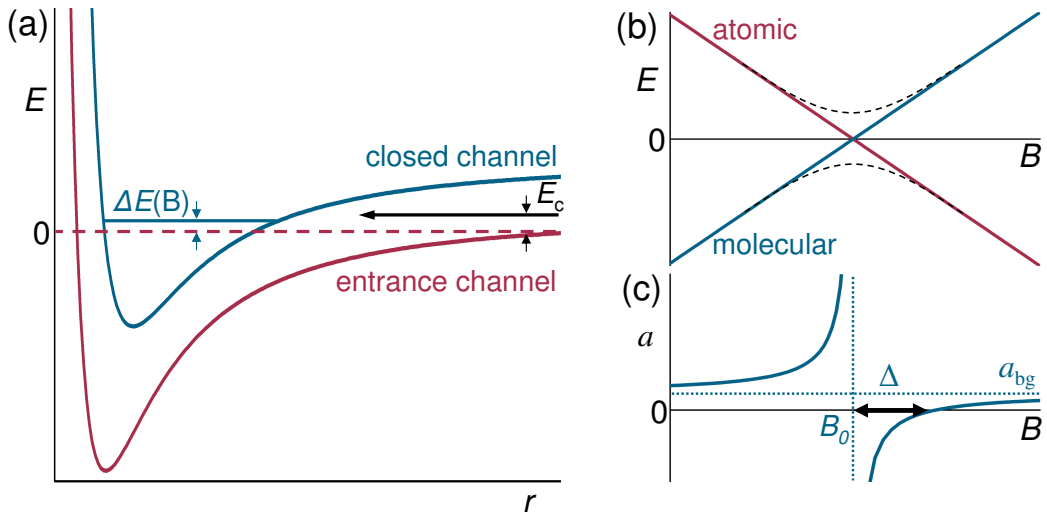 (a)
E
closed channel
ΔE(B)
E_c
0
entrance channel
r
(b)
atomic
E
0
B
molecular
(c)
a
Δ
a_bg
0
B_0
B